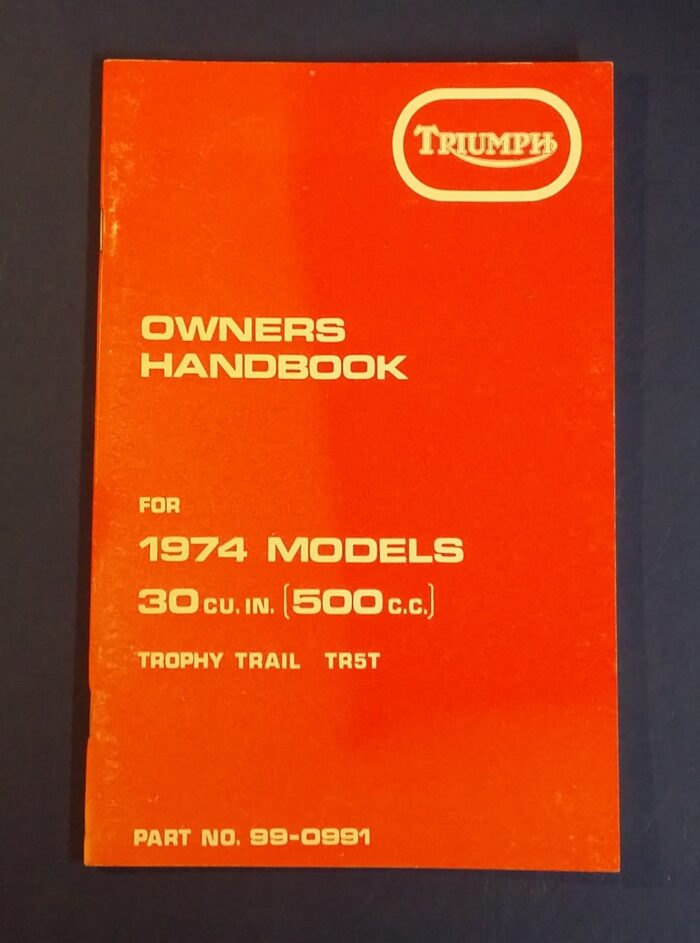 TRIUMPH
OWNERS
HANDBOOK
FOR
1974 MODELS
30 CU. IN. (500 C.C.)
TROPHY TRAIL TR5T
PART NO. 99-0991